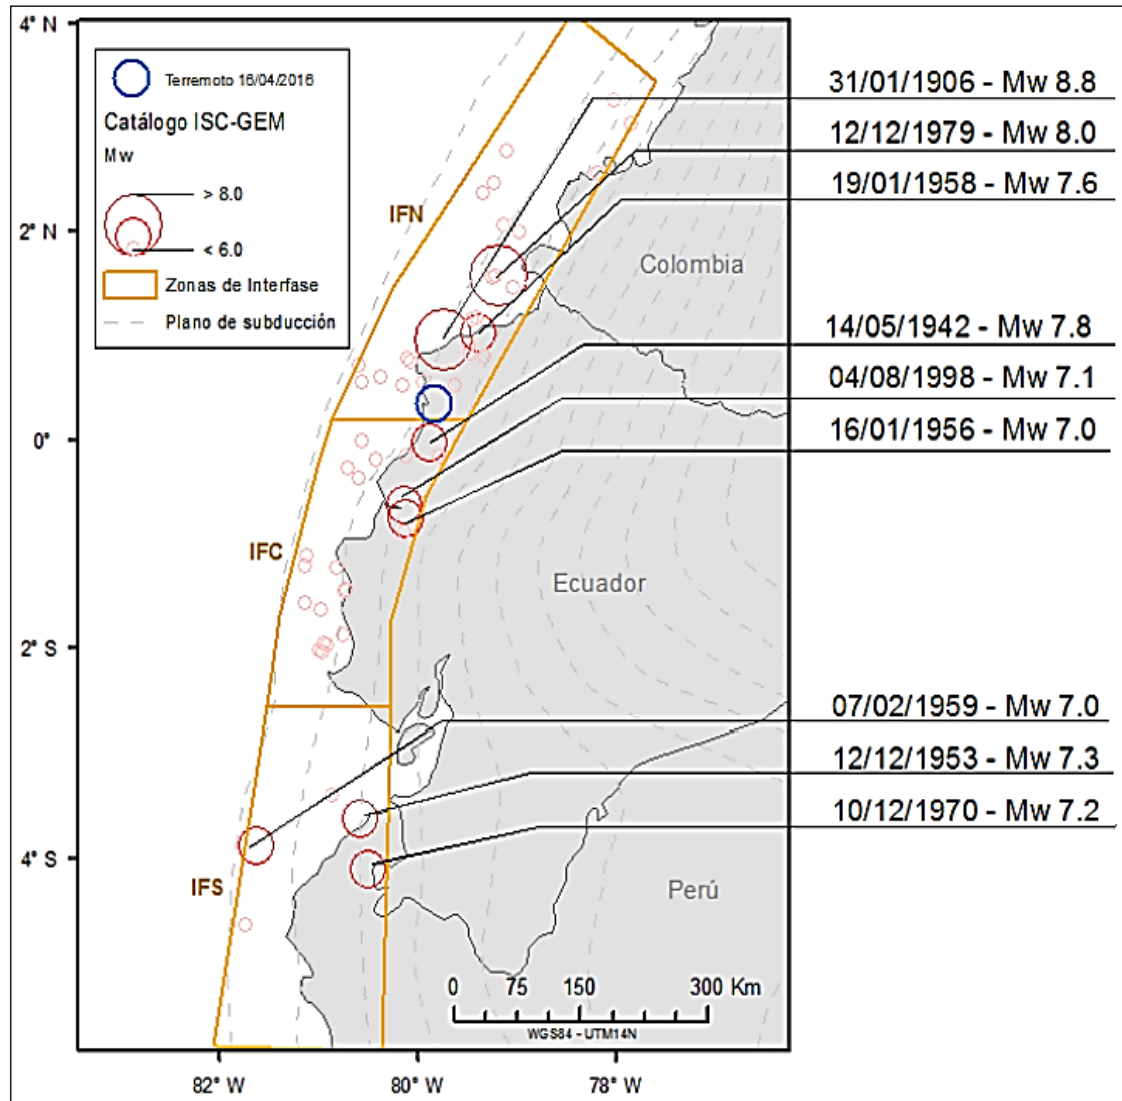 4° N
2° N
0°
2° S
4° S
82° W
80° W
78° W
Terremoto 16/04/2016
Catálogo ISC-GEM
Mw
> 8.0
< 6.0
Zonas de Interfase
Plano de subducción
IFN
IFC
IFS
Colombia
Ecuador
Perú
31/01/1906 - Mw 8.8
12/12/1979 - Mw 8.0
19/01/1958 - Mw 7.6
14/05/1942 - Mw 7.8
04/08/1998 - Mw 7.1
16/01/1956 - Mw 7.0
07/02/1959 - Mw 7.0
12/12/1953 - Mw 7.3
10/12/1970 - Mw 7.2
0 75 150 300 Km
WGS84 - UTM14N